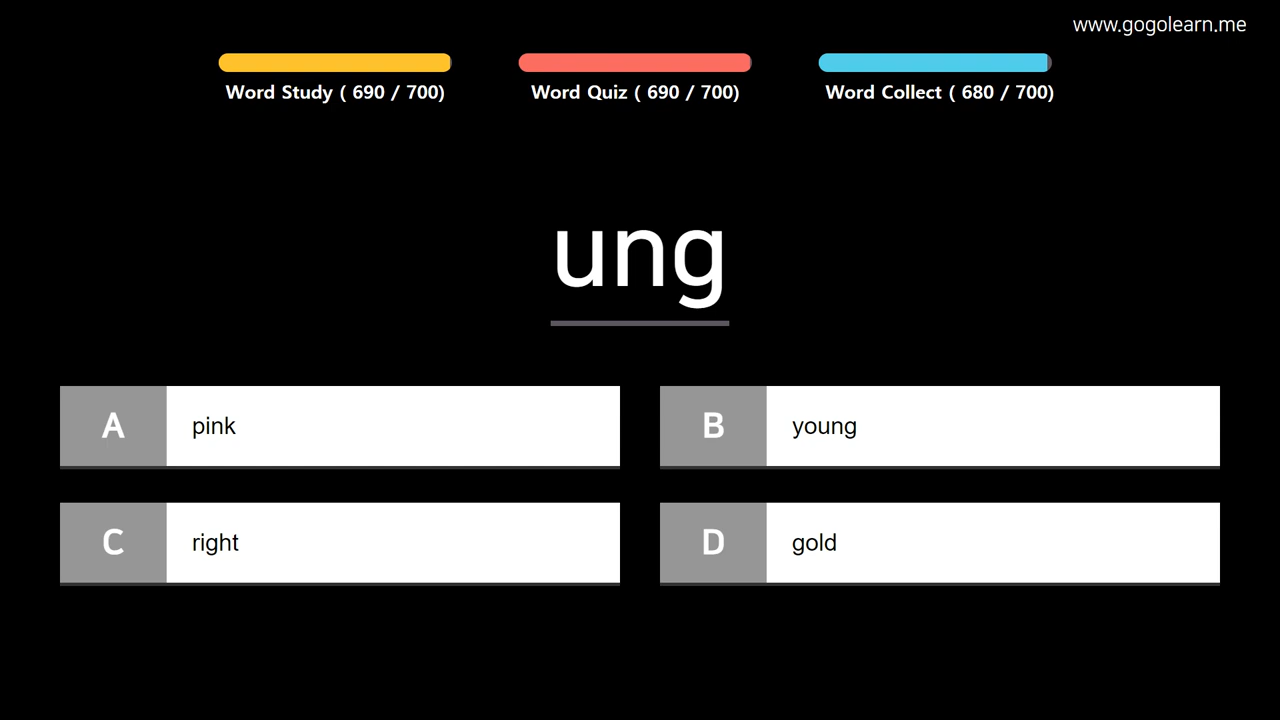 www.gogolearn.me
Word Study ( 690 / 700)
Word Quiz ( 690 / 700)
Word Collect ( 680 / 700)
ung
A pink
B young
C right
D gold